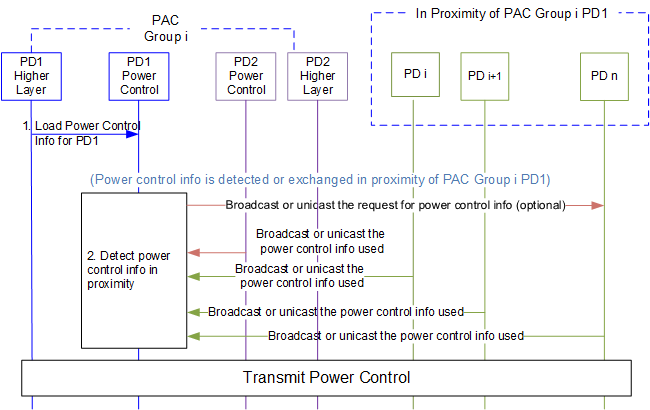 PAC
Group i
In Proximity of PAC Group i PD1
PD1
Higher
Layer
PD1
Power
Control
PD2
Power
Control
PD2
Higher
Layer
PD i
PD i+1
PD n
1. Load Power Control
Info for PD1
(Power control info is detected or exchanged in proximity of PAC Group i PD1)
Broadcast or unicast the request for power control info (optional)
2. Detect power
control info in
proximity
Broadcast or unicast the
power control info used
Broadcast or unicast the
power control info used
Broadcast or unicast the power control info used
Broadcast or unicast the power control info used
Transmit Power Control